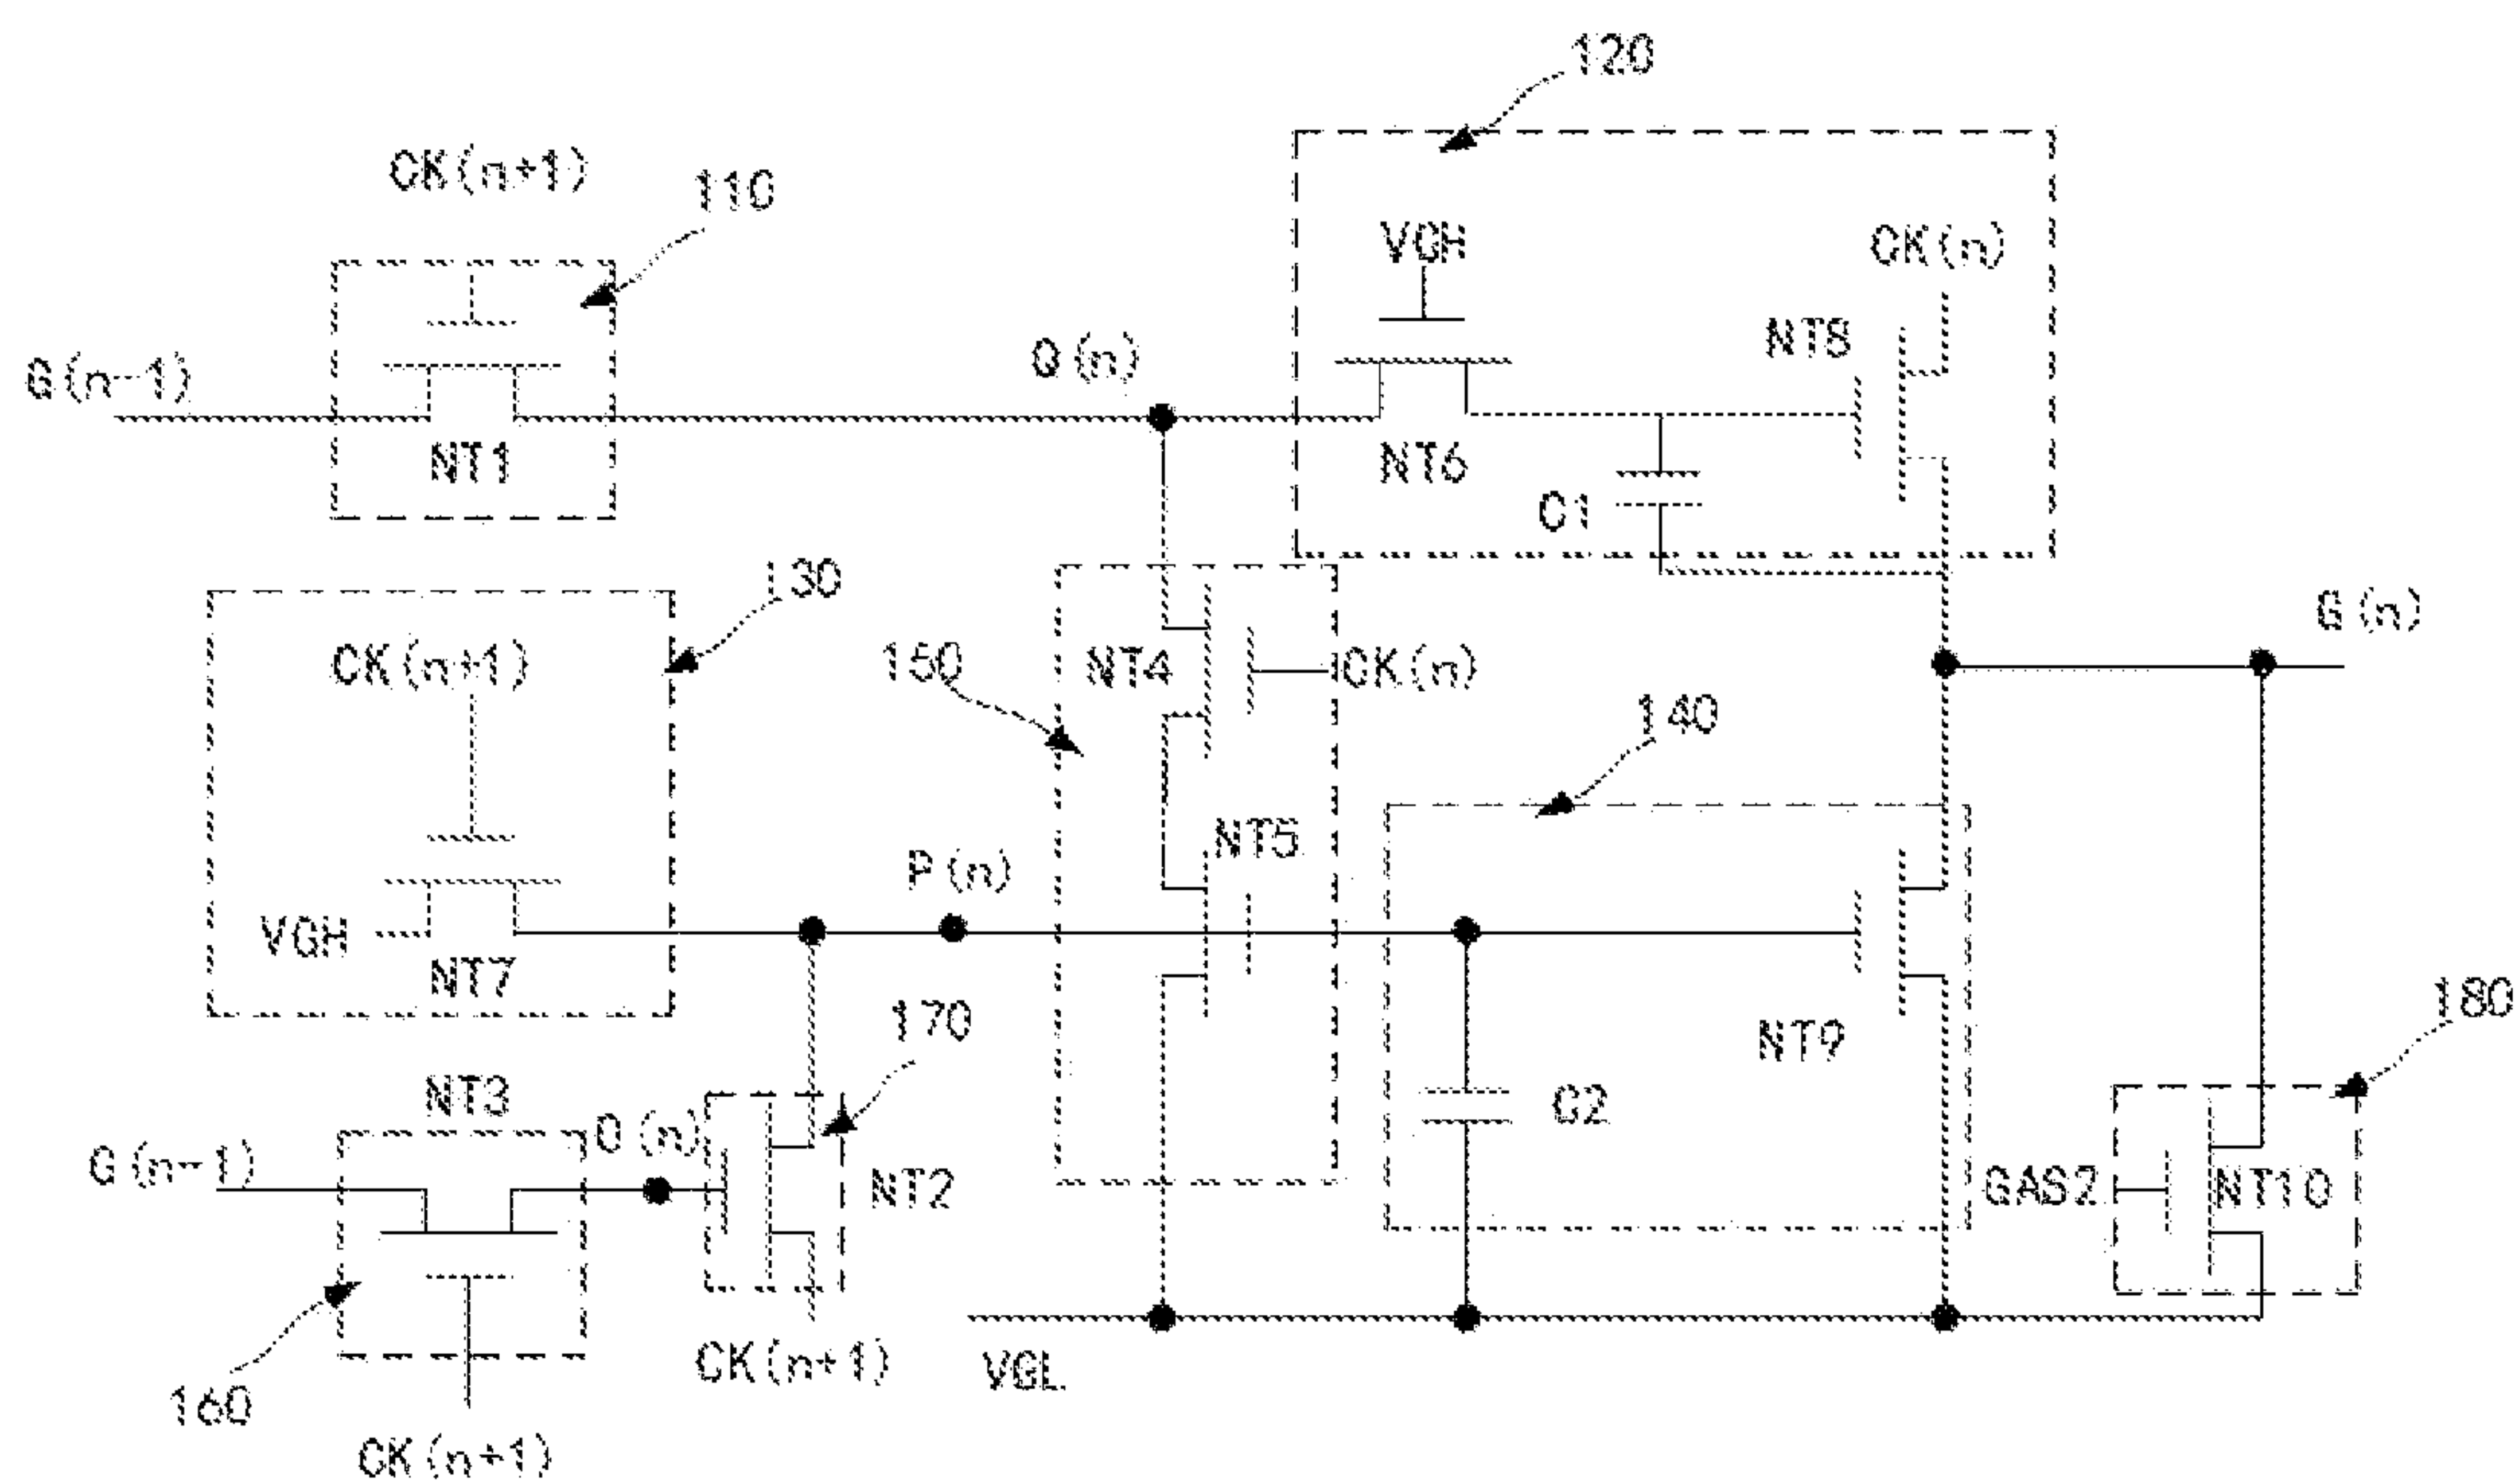 120
CK(n+1)
110
VGH
CK(n)
NT8
Q(n)
G(n-1)
NT1
NT6
C1
130
G(n)
CK(n+1)
150
NT4
CK(n)
140
NT5
P(n)
VGH
NT7
170
180
NT9
NT3
C2
O(n)
G(n-1)
NT2
GAS2
NT10
CK(n+1)
VGL
160
CK(n+1)